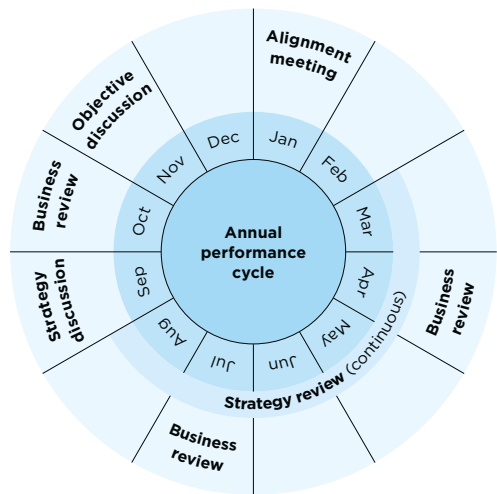 Alignment
meeting
Objective
discussion
Business
review
Strategy
discussion
Business
review
Business
review
Strategy review (continuous)
Jan
Feb
Mar
Apr
May
Jun
Jul
Aug
Sep
Oct
Nov
Dec
Annual
performance
cycle